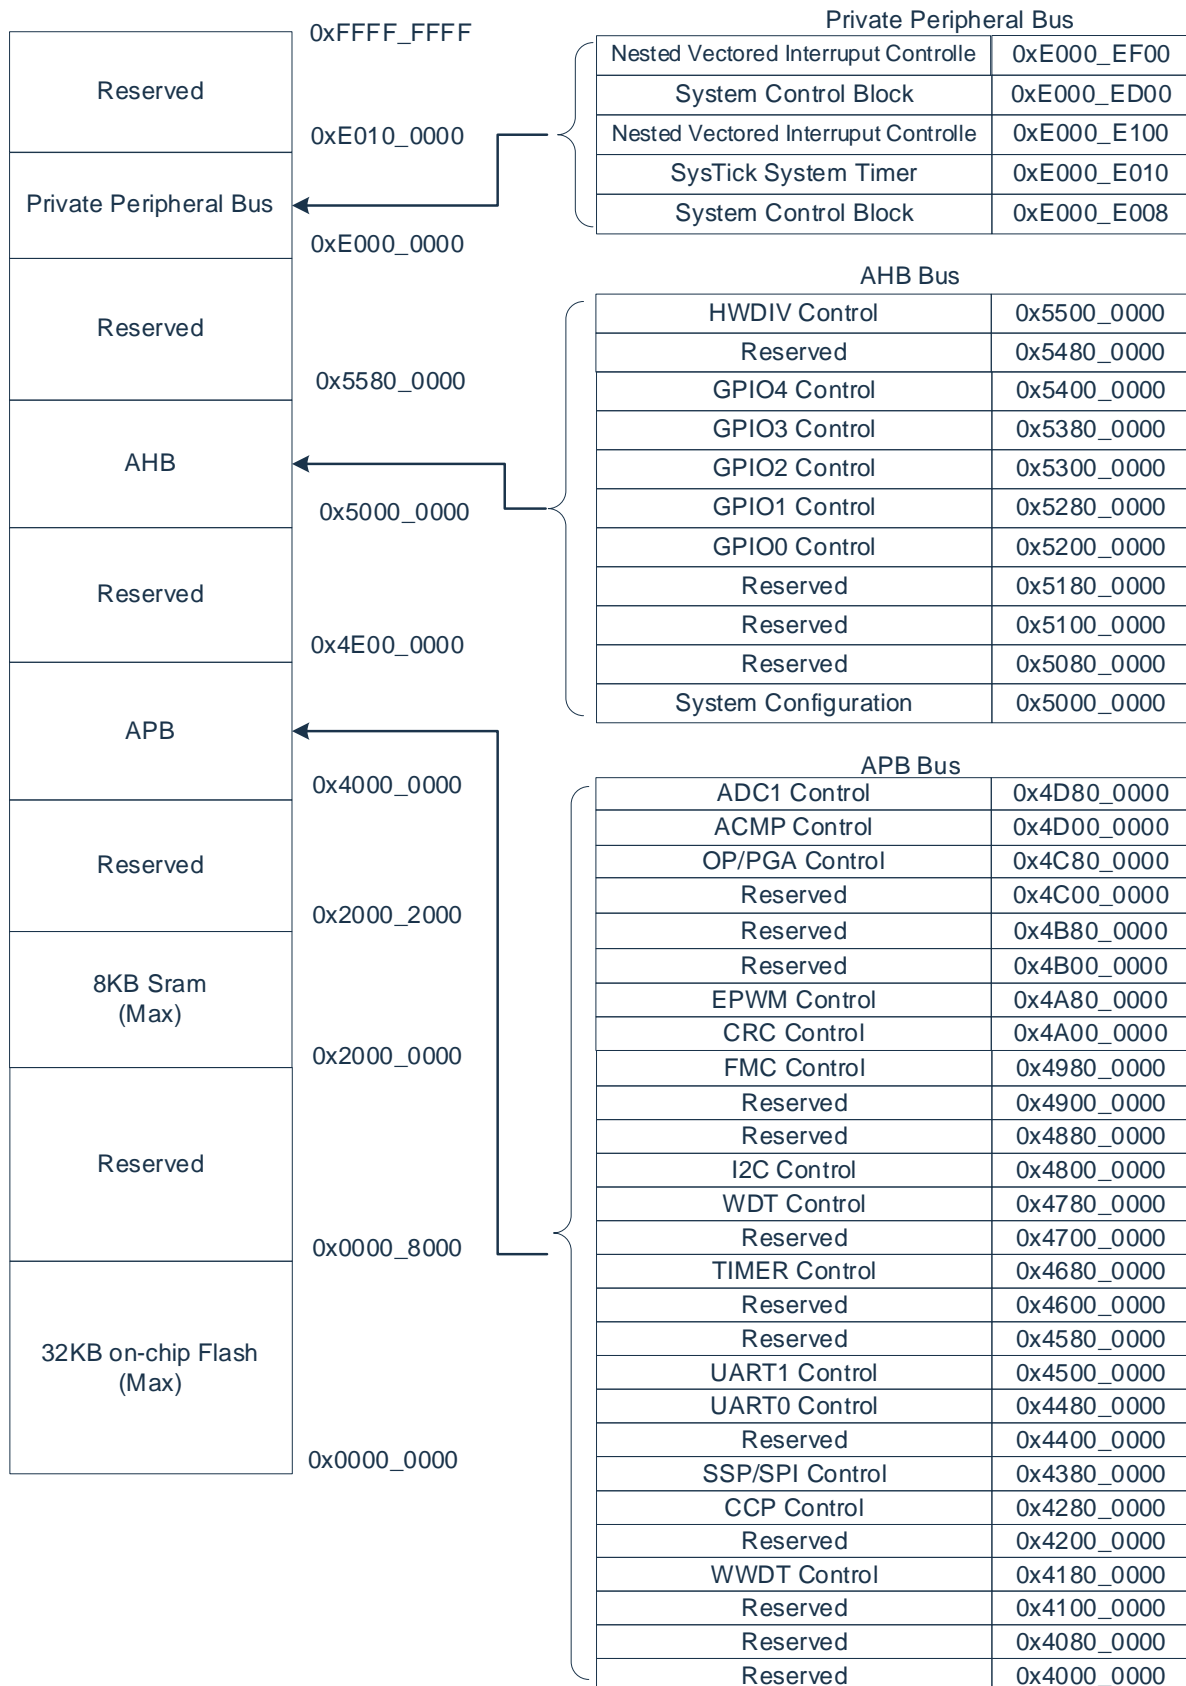 0xFFFF_FFFF
Reserved
0xE010_0000
Private Peripheral Bus
0xE000_0000
Reserved
0x5580_0000
AHB
0x5000_0000
Reserved
0x4E00_0000
APB
0x4000_0000
Reserved
0x2000_2000
8KB Sram
(Max)
0x2000_0000
Reserved
0x0000_8000
32KB on-chip Flash
(Max)
0x0000_0000
Private Peripheral Bus
Nested Vectored Interruput Controlle 0xE000_EF00
System Control Block 0xE000_ED00
Nested Vectored Interruput Controlle 0xE000_E100
SysTick System Timer 0xE000_E010
System Control Block 0xE000_E008
AHB Bus
HWDIV Control 0x5500_0000
Reserved 0x5480_0000
GPIO4 Control 0x5400_0000
GPIO3 Control 0x5380_0000
GPIO2 Control 0x5300_0000
GPIO1 Control 0x5280_0000
GPIO0 Control 0x5200_0000
Reserved 0x5180_0000
Reserved 0x5100_0000
Reserved 0x5080_0000
System Configuration 0x5000_0000
APB Bus
ADC1 Control 0x4D80_0000
ACMP Control 0x4D00_0000
OP/PGA Control 0x4C80_0000
Reserved 0x4C00_0000
Reserved 0x4B80_0000
Reserved 0x4B00_0000
EPWM Control 0x4A80_0000
CRC Control 0x4A00_0000
FMC Control 0x4980_0000
Reserved 0x4900_0000
Reserved 0x4880_0000
I2C Control 0x4800_0000
WDT Control 0x4780_0000
Reserved 0x4700_0000
TIMER Control 0x4680_0000
Reserved 0x4600_0000
Reserved 0x4580_0000
UART1 Control 0x4500_0000
UART0 Control 0x4480_0000
Reserved 0x4400_0000
SSP/SPI Control 0x4380_0000
CCP Control 0x4280_0000
Reserved 0x4200_0000
WWDT Control 0x4180_0000
Reserved 0x4100_0000
Reserved 0x4080_0000
Reserved 0x4000_0000